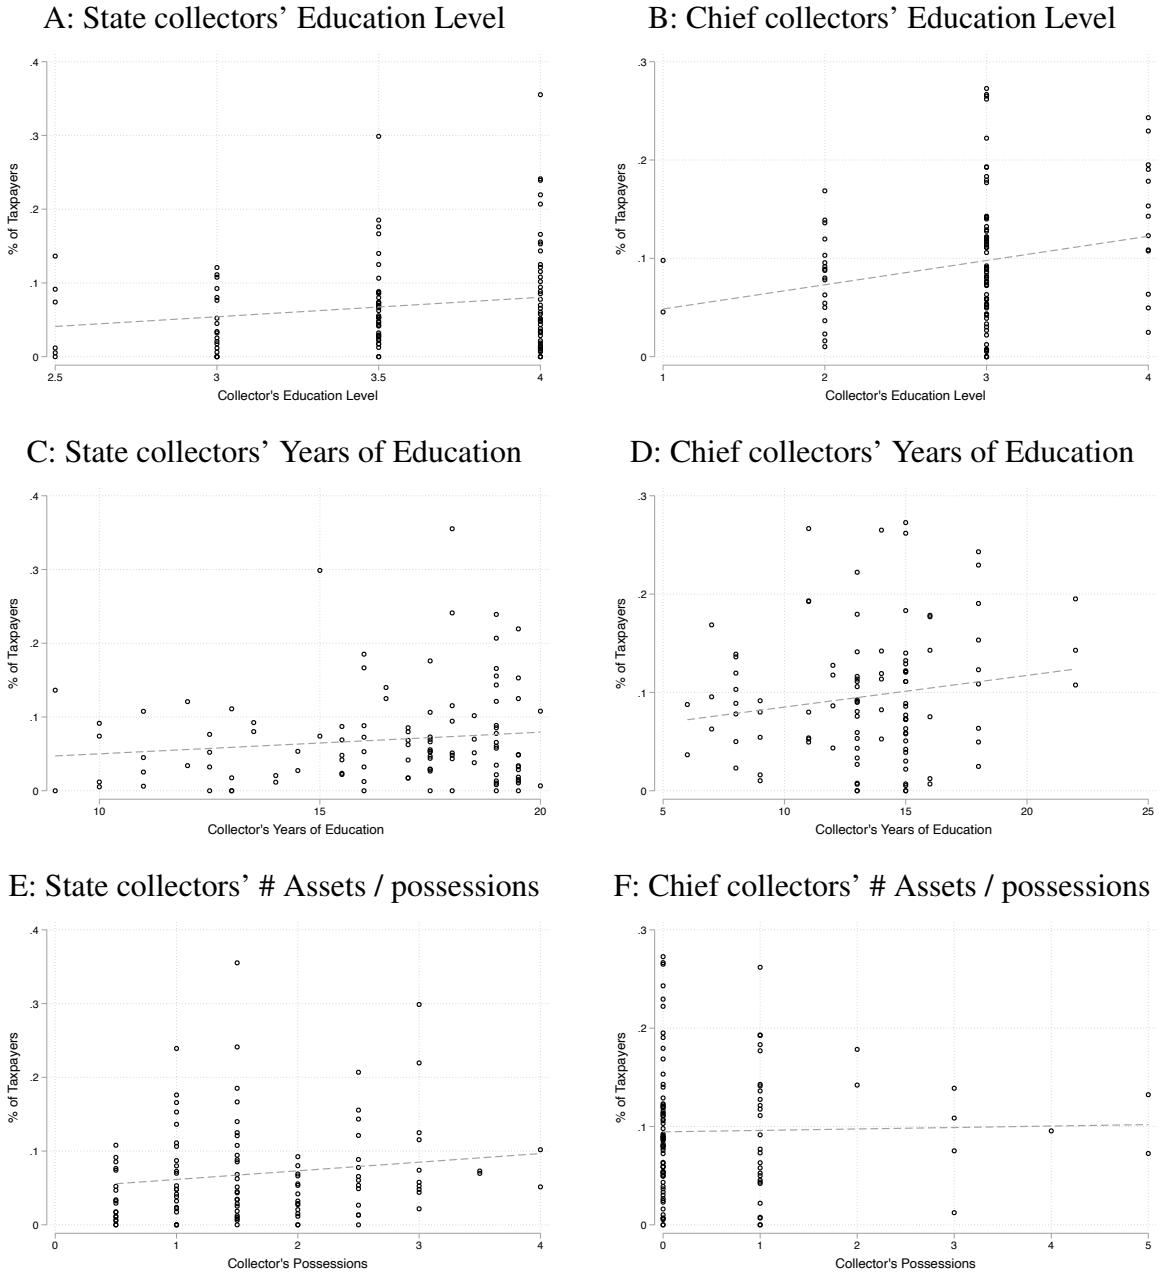 A: State collectors’ Education Level
B: Chief collectors’ Education Level
.4
.3
.2
.1
0
% of Taxpayers
2.5 3 3.5 4
Collector's Education Level
.3
.2
.1
0
% of Taxpayers
1 2 3 4
Collector's Education Level
C: State collectors’ Years of Education
D: Chief collectors’ Years of Education
.4
.3
.2
.1
0
% of Taxpayers
10 15 20
Collector's Years of Education
.3
.2
.1
0
% of Taxpayers
5 10 15 20 25
Collector's Years of Education
E: State collectors’ # Assets / possessions
F: Chief collectors’ # Assets / possessions
.4
.3
.2
.1
0
% of Taxpayers
0 1 2 3 4
Collector's Possessions
.3
.2
.1
0
% of Taxpayers
0 1 2 3 4 5
Collector's Possessions